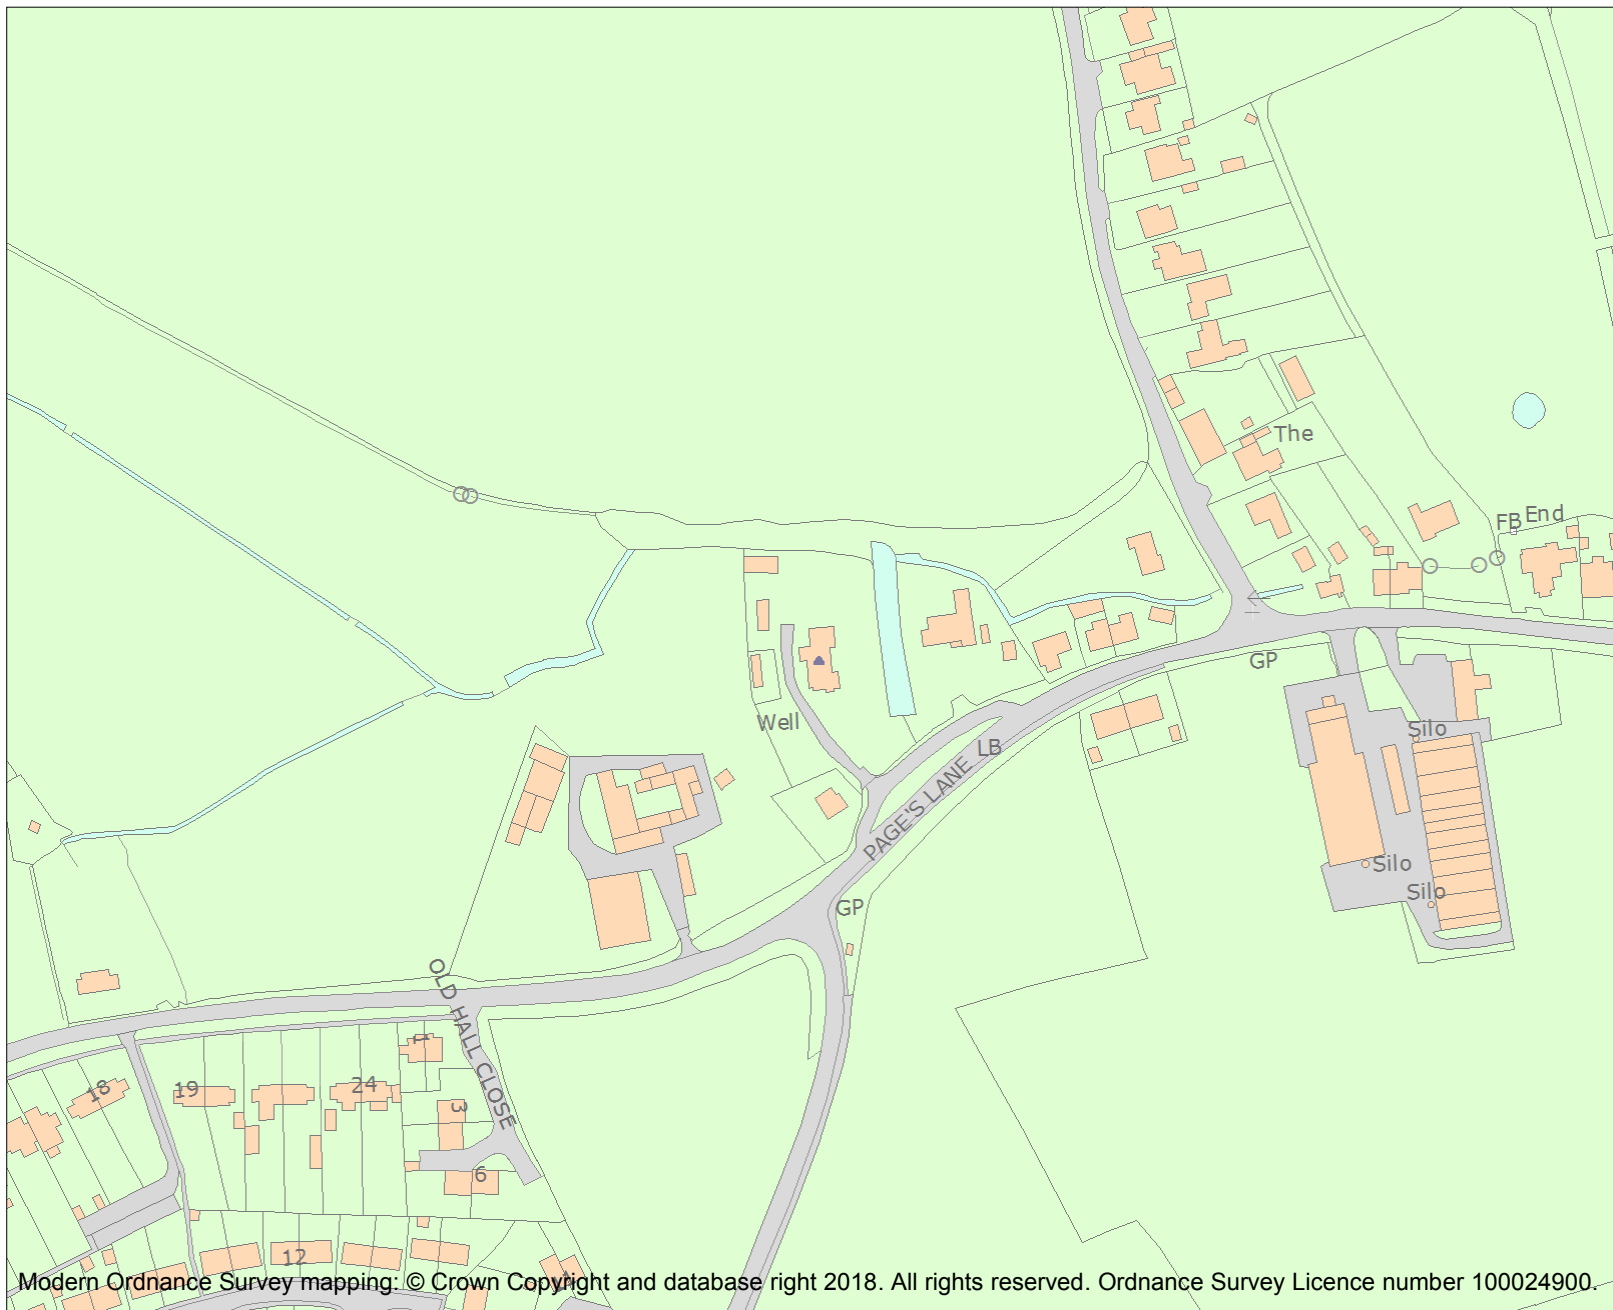 The
FB
End
GP
Well
Silo
LB
PAGE'S LANE
Silo
Silo
GP
OLD HALL CLOSE
1
18
19
24
3
6
12
Modern Ordnance Survey mapping: © Crown Copyright and database right 2018. All rights reserved. Ordnance Survey Licence number 100024900.